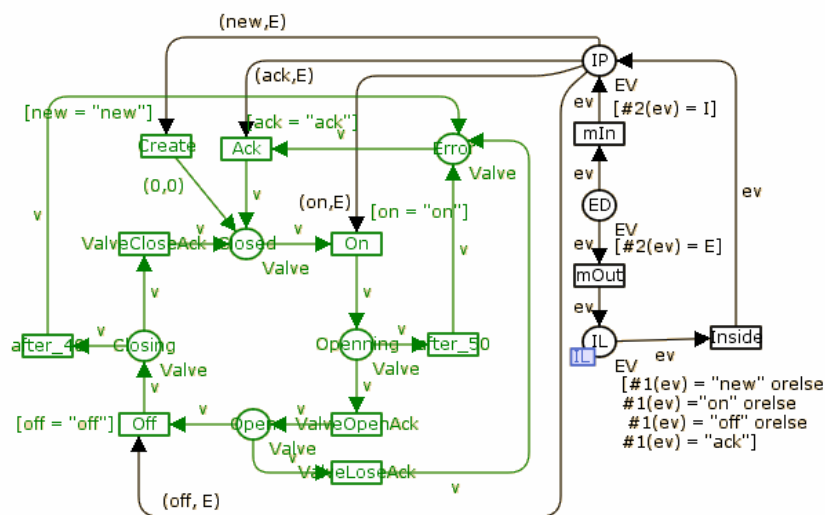 (new,E)
IP
(ack,E)
EV
ev
[#2(ev) = I]
[new = "new"]
[ack = "ack"]
v
mIn
Create
Ack
Error
ev
Valve
(0,0)
v
v
(on,E)
[on = "on"]
ED
EV
ev
v
ValveCloseAck
v
Closed
v
On
ev
[#2(ev) = E]
Valve
mOut
v
v
v
ev
after_40
v
Closing
Openning
v
after_50
IL
IL
ev
Inside
Valve
Valve
EV
v
v
[#1(ev) = "new" orelse
#1(ev) ="on" orelse
#1(ev) = "off" orelse
#1(ev) = "ack"]
[off = "off"]
Off
v
Open
v
ValveOpenAck
Valve
v
ValveLoseAck
v
(off, E)